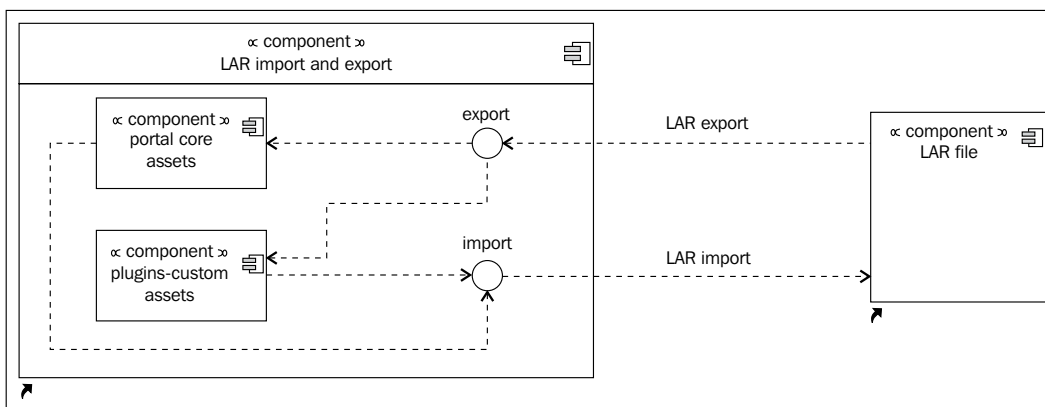 « component »
LAR import and export
« component »
portal core
assets
export
LAR export
« component »
LAR file
« component »
plugins-custom
assets
import
LAR import